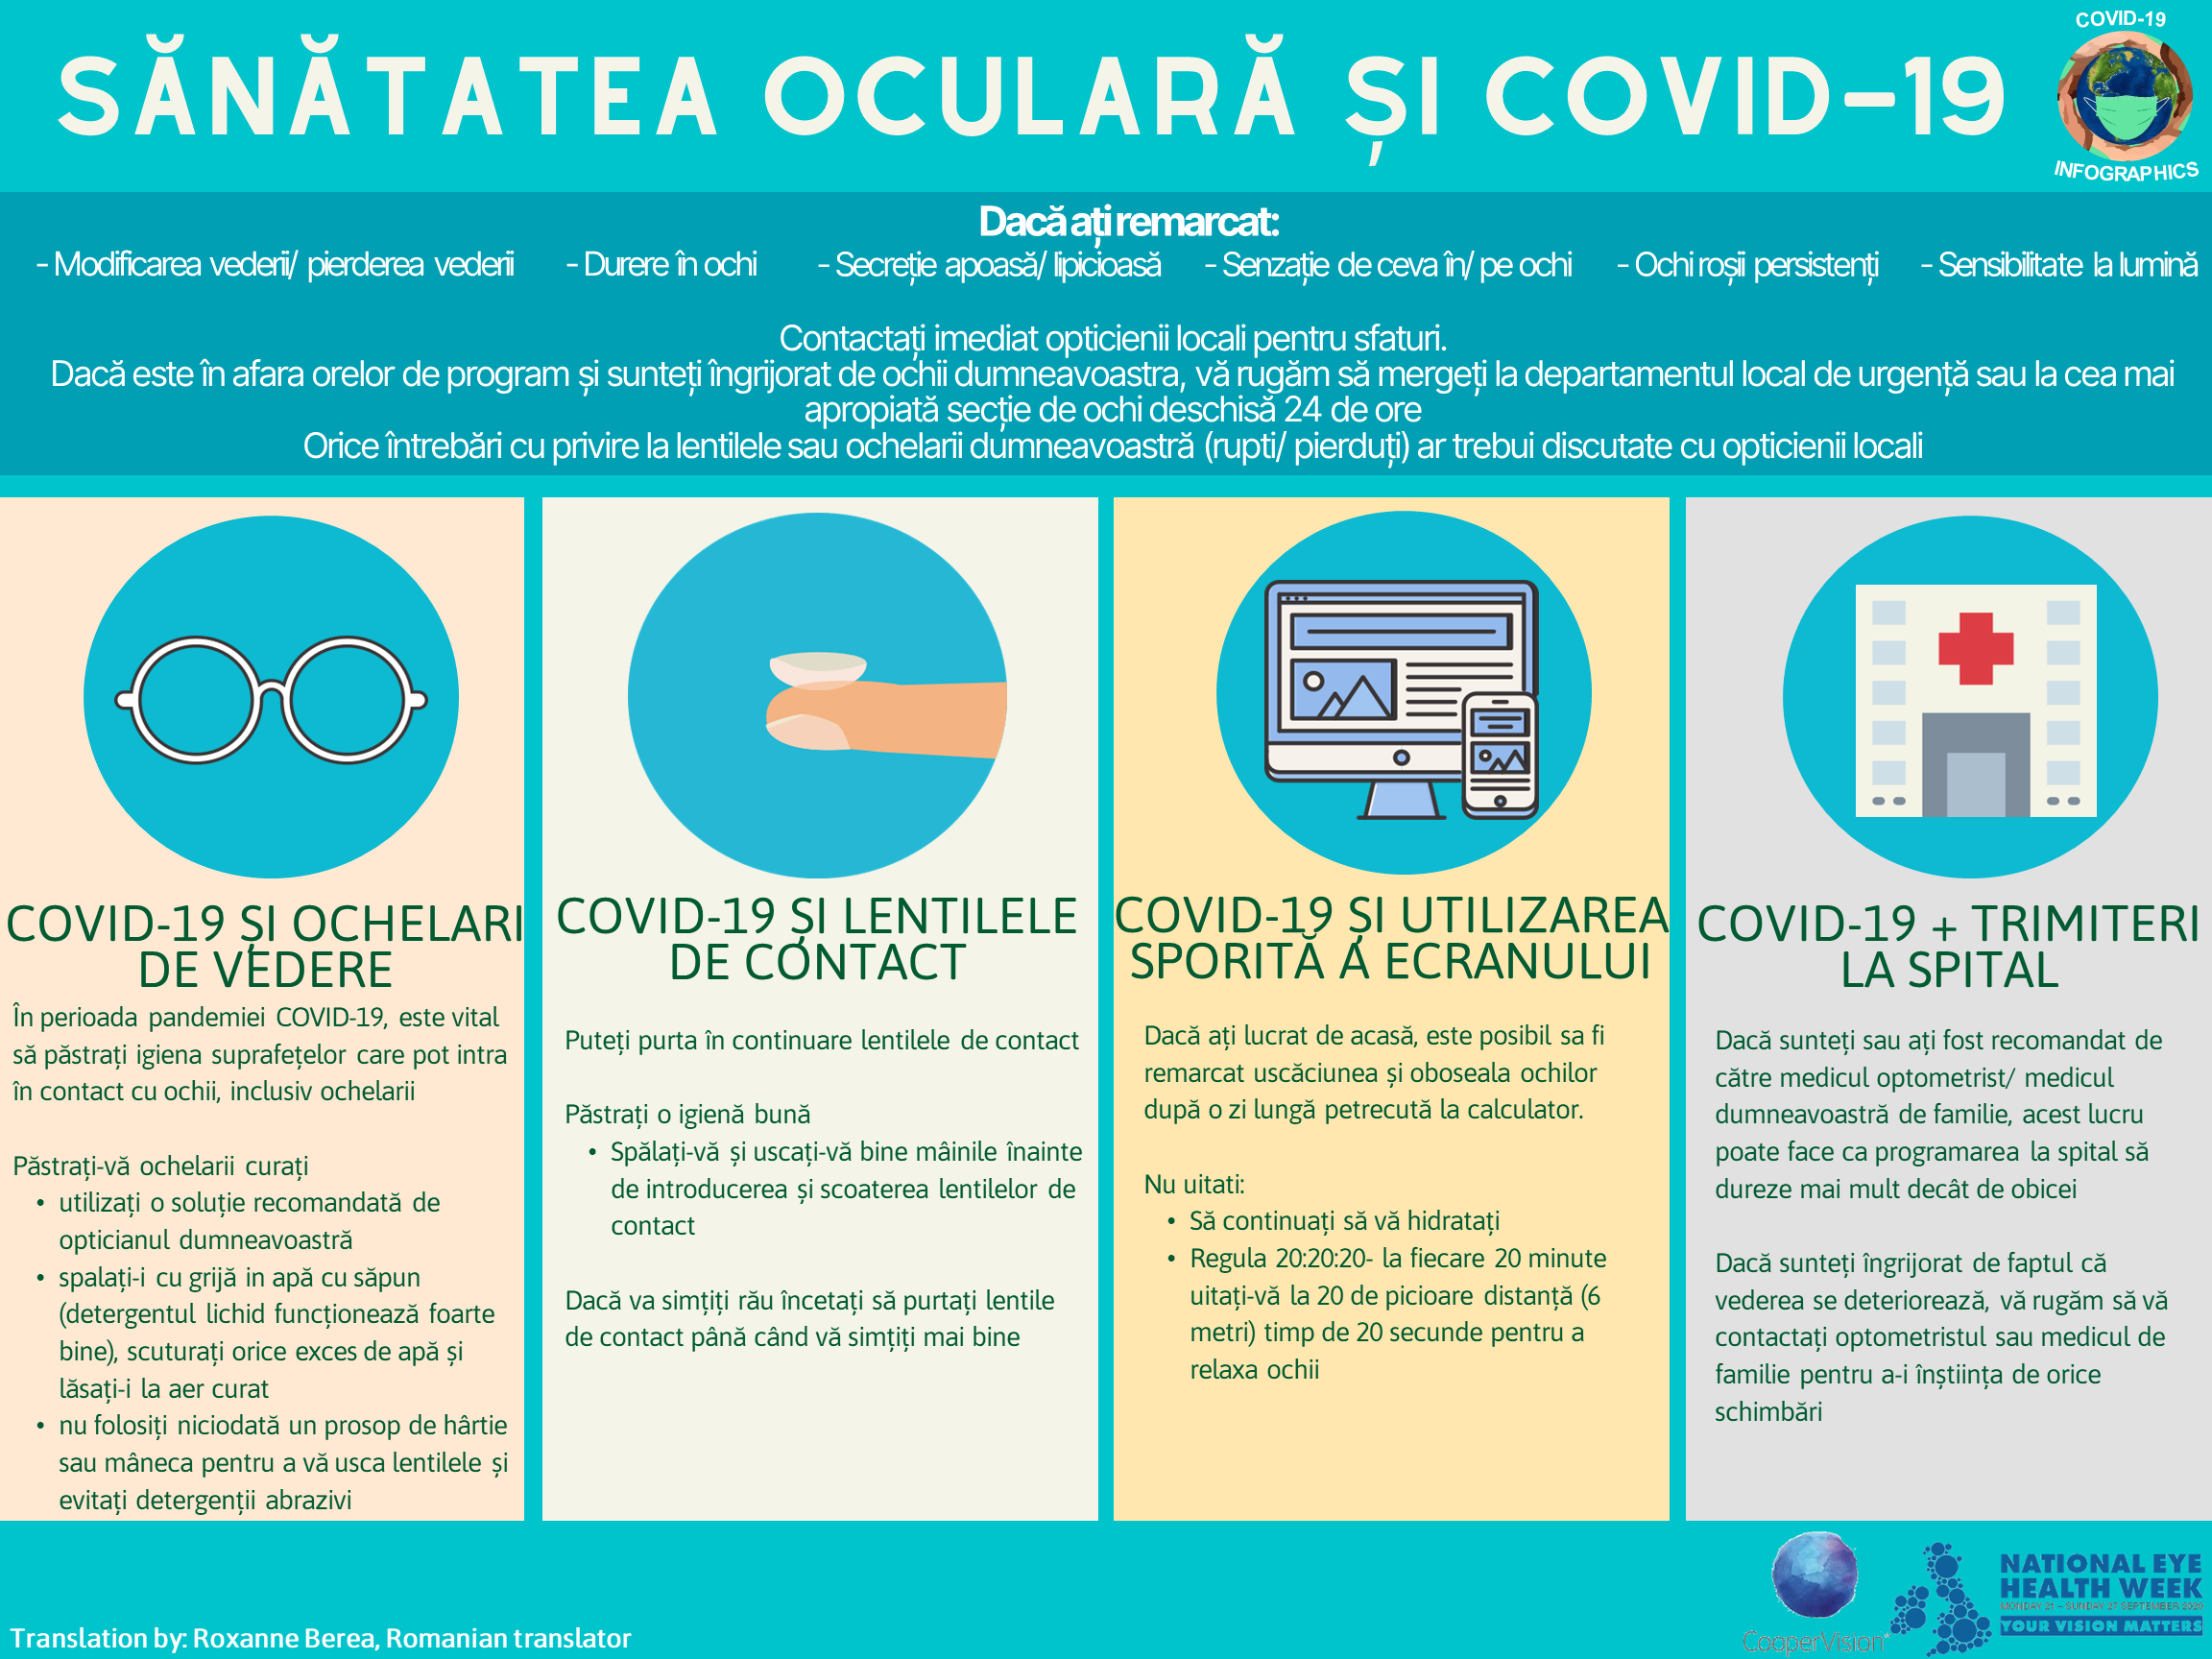 COVID-19
SĂNĂTATEA OCULARĂ ȘI COVID-19
INFOGRAPHICS
Dacă ați remarcat:
- Modificarea vederii/ pierderea vederii - Durere în ochi - Secreție apoasă/ lipicioasă - Senzație de ceva în/ pe ochi - Ochi roșii persistenți - Sensibilitate la lumină
Contactați imediat opticienii locali pentru sfaturi.
Dacă este în afara orelor de program și sunteți îngrijorat de ochii dumneavoastra, vă rugăm să mergeți la departamentul local de urgență sau la cea mai
apropiată secție de ochi deschisă 24 de ore
Orice întrebări cu privire la lentilele sau ochelarii dumneavoastră (rupti/ pierduți) ar trebui discutate cu opticienii locali
COVID-19 ȘI OCHELARI
DE VEDERE
În perioada pandemiei COVID-19, este vital
să păstrați igiena suprafețelor care pot intra
în contact cu ochii, inclusiv ochelarii
Păstrați-vă ochelarii curați
• utilizați o soluție recomandată de
opticianul dumneavoastră
• spalați-i cu grijă in apă cu săpun
(detergentul lichid funcționează foarte
bine), scuturați orice exces de apă și
lăsați-i la aer curat
• nu folosiți niciodată un prosop de hârtie
sau mâneca pentru a vă usca lentilele și
evitați detergenții abrazivi
COVID-19 ȘI LENTILELE
DE CONTACT
Puteți purta în continuare lentilele de contact
Păstrați o igienă bună
• Spălați-vă și uscați-vă bine mâinile înainte
de introducerea și scoaterea lentilelor de
contact
Dacă va simțiți rău încetați să purtați lentile
de contact până când vă simțiți mai bine
COVID-19 ȘI UTILIZAREA
SPORITĂ A ECRANULUI
Dacă ați lucrat de acasă, este posibil sa fi
remarcat uscăciunea și oboseala ochilor
după o zi lungă petrecută la calculator.
Nu uitati:
• Să continuați să vă hidratați
• Regula 20:20:20- la fiecare 20 minute
uitați-vă la 20 de picioare distanță (6
metri) timp de 20 secunde pentru a
relaxa ochii
COVID-19 + TRIMITERI
LA SPITAL
Dacă sunteți sau ați fost recomandat de
către medicul optometrist/ medicul
dumneavoastră de familie, acest lucru
poate face ca programarea la spital să
dureze mai mult decât de obicei
Dacă sunteți îngrijorat de faptul că
vederea se deteriorează, vă rugăm să vă
contactați optometristul sau medicul de
familie pentru a-i înștiința de orice
schimbări
Translation by: Roxanne Berea, Romanian translator
CooperVision
NATIONAL EYE
HEALTH WEEK
MONDAY 21 – SUNDAY 27 SEPTEMBER 2020
YOUR VISION MATTERS